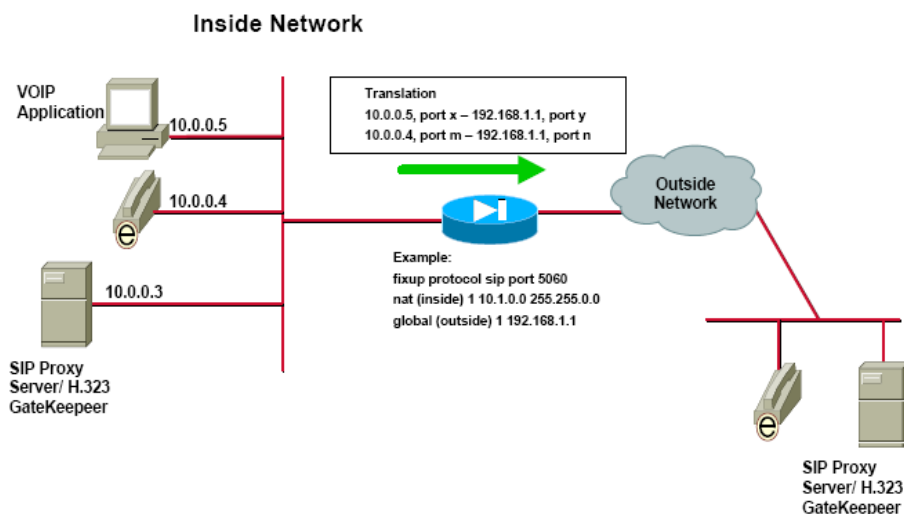 Inside Network
VOIP
Application
10.0.0.5
Translation
10.0.0.5, port x – 192.168.1.1, port y
10.0.0.4, port m – 192.168.1.1, port n
10.0.0.4
e
Outside
Network
10.0.0.3
Example:
fixup protocol sip port 5060
nat (inside) 1 10.1.0.0 255.255.0.0
global (outside) 1 192.168.1.1
SIP Proxy
Server/ H.323
GateKeepeer
e
SIP Proxy
Server/ H.323
GateKeepeer